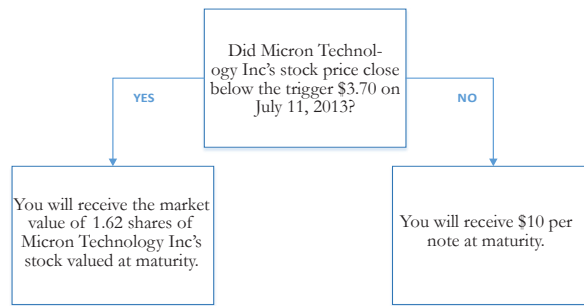 Did Micron Technol-
ogy Inc's stock price close
below the trigger $3.70 on
July 11, 2013?
YES
NO
You will receive the market
value of 1.62 shares of
Micron Technology Inc's
stock valued at maturity.
You will receive $10 per
note at maturity.